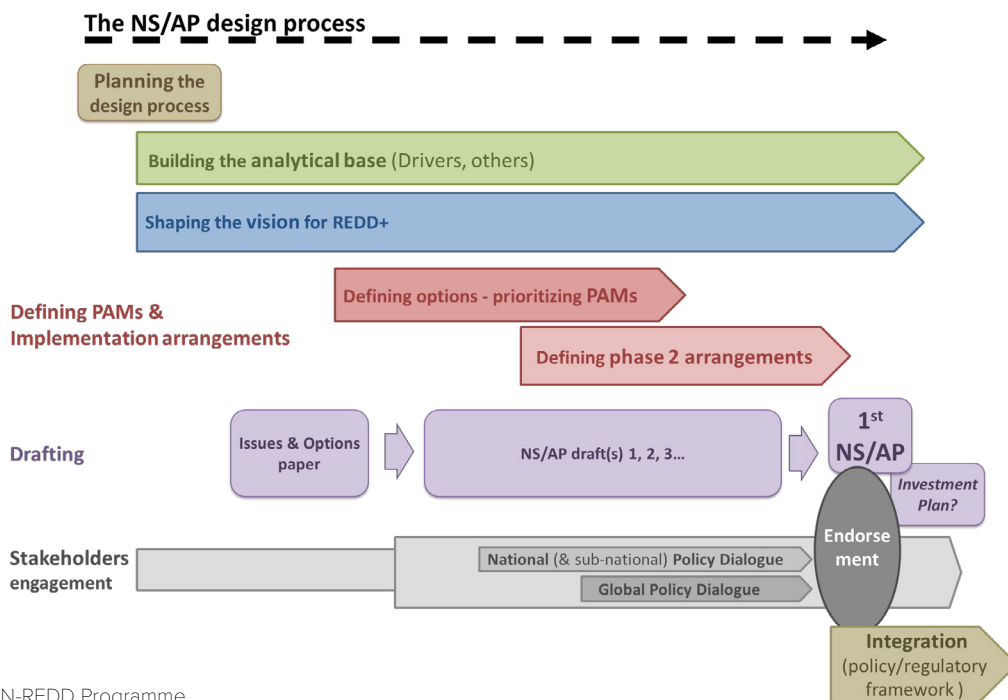 The NS/AP design process
Planning the
design process
Building the analytical base (Drivers, others)
Shaping the vision for REDD+
Defining options - prioritizing PAMs
Defining PAMs &
Implementation arrangements
Defining phase 2 arrangements
Drafting
Issues & Options
paper
NS/AP draft(s) 1, 2, 3...
1st
NS/AP
Investment
Plan?
Stakeholders
engagement
National (& sub-national) Policy Dialogue
Global Policy Dialogue
Endorse
ment
Integration
(policy/regulatory
framework )
N-REDD Programme